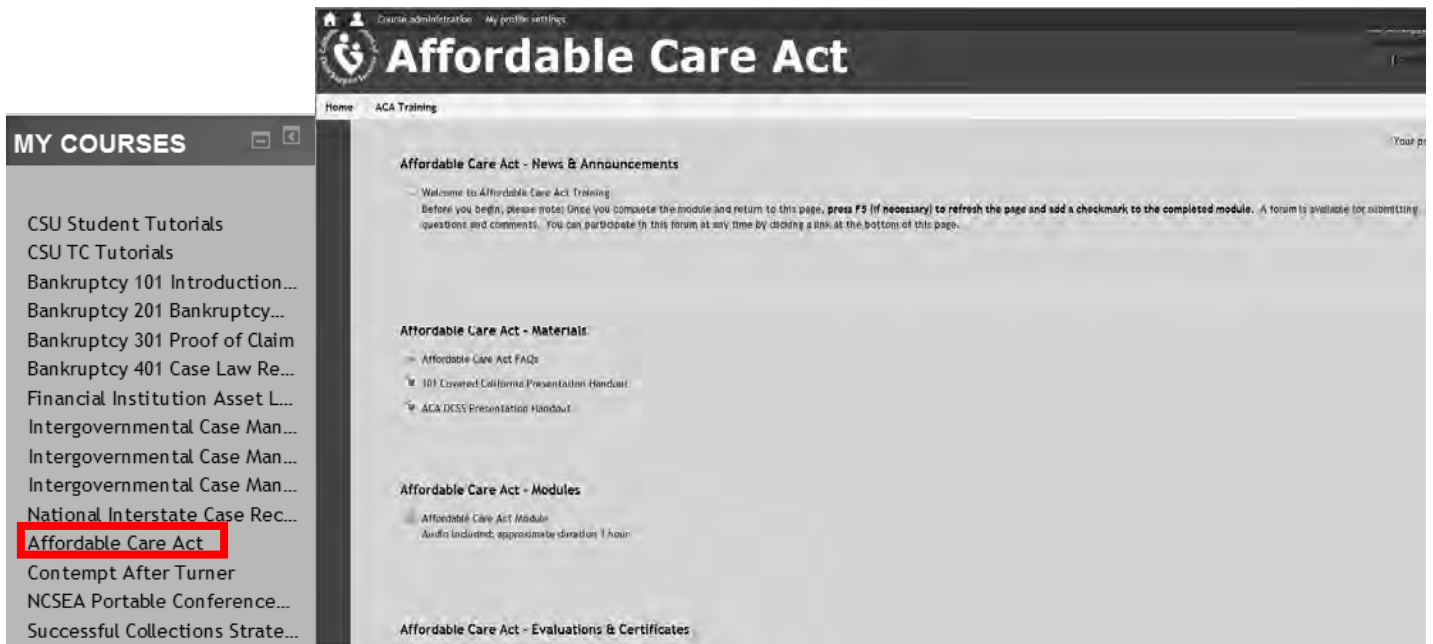 Course administration My profile settings
Affordable Care Act
Home ACA Training
MY COURSES
CSU Student Tutorials
CSU TC Tutorials
Bankruptcy 101 Introduction...
Bankruptcy 201 Bankruptcy...
Bankruptcy 301 Proof of Claim
Bankruptcy 401 Case Law Re...
Financial Institution Asset L...
Intergovernmental Case Man...
Intergovernmental Case Man...
Intergovernmental Case Man...
National Interstate Case Rec...
Affordable Care Act
Contempt After Turner
NCSEA Portable Conference...
Successful Collections Strate...
Your pr
Affordable Care Act - News & Announcements
Welcome to Affordable Care Act Training
Before you begin, please note: Once you complete the module and return to this page, press F5 (if necessary) to refresh the page and add a checkmark to the completed module. A forum is available for submitting
questions and comments. You can participate in this forum at any time by clicking a link at the bottom of this page.
Affordable Care Act - Materials
Affordable Care Act FAQs
101 Covered California Presentation Handout
ACA DCSS Presentation Handout
Affordable Care Act - Modules
Affordable Care Act Module
Audio included; approximate duration 1 hour
Affordable Care Act - Evaluations & Certificates